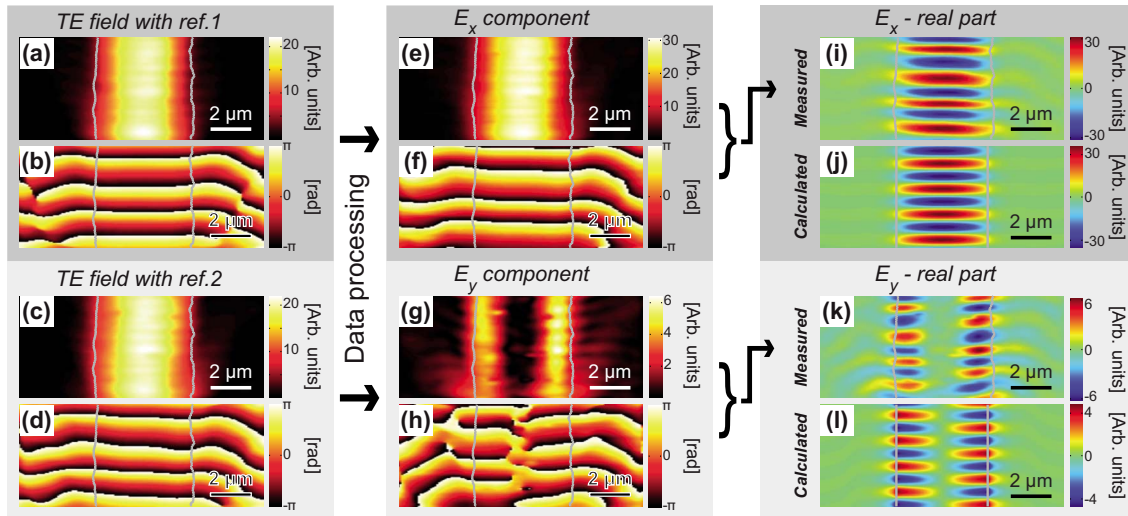 TE field with ref.1
(a)
2 μm
20
10
[Arb. units]
(b)
2 μm
π
0
-π
[rad]
TE field with ref.2
(c)
2 μm
20
10
[Arb. units]
(d)
2 μm
π
0
-π
[rad]
Data processing
Ex component
(e)
2 μm
30
20
10
[Arb. units]
(f)
2 μm
π
0
-π
[rad]
Ey component
(g)
2 μm
6
4
2
[Arb. units]
(h)
2 μm
π
0
-π
[rad]
Ex - real part
Measured
(i)
2 μm
30
0
-30
[Arb. units]
Calculated
(j)
2 μm
30
0
-30
[Arb. units]
Ey - real part
Measured
(k)
2 μm
6
0
-6
[Arb. units]
Calculated
(l)
2 μm
4
0
-4
[Arb. units]